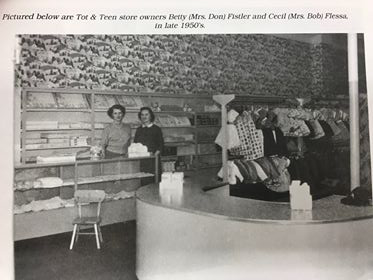 Pictured below are Tot & Teen store owners Betty (Mrs. Don) Fistler and Cecil (Mrs. Bob) Flessa,
in late 1950's.